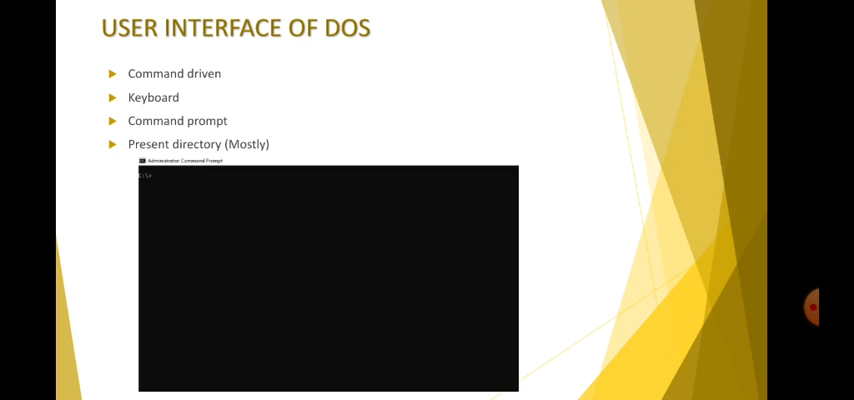 USER INTERFACE OF DOS
Command driven
Keyboard
Command prompt
Present directory (Mostly)
Administrator: Command Prompt
C:\>